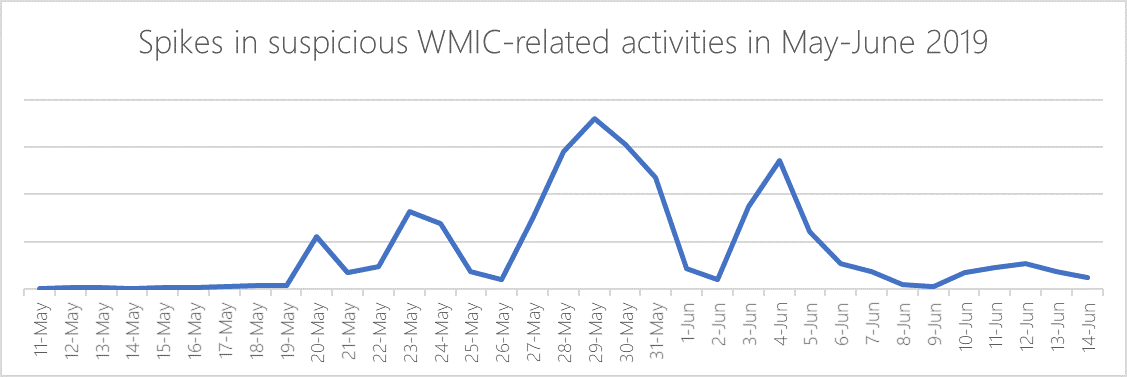 Spikes in suspicious WMIC-related activities in May-June 2019
11-May
12-May
13-May
14-May
15-May
16-May
17-May
18-May
19-May
20-May
21-May
22-May
23-May
24-May
25-May
26-May
27-May
28-May
29-May
30-May
31-May
1-Jun
2-Jun
3-Jun
4-Jun
5-Jun
6-Jun
7-Jun
8-Jun
9-Jun
10-Jun
11-Jun
12-Jun
13-Jun
14-Jun